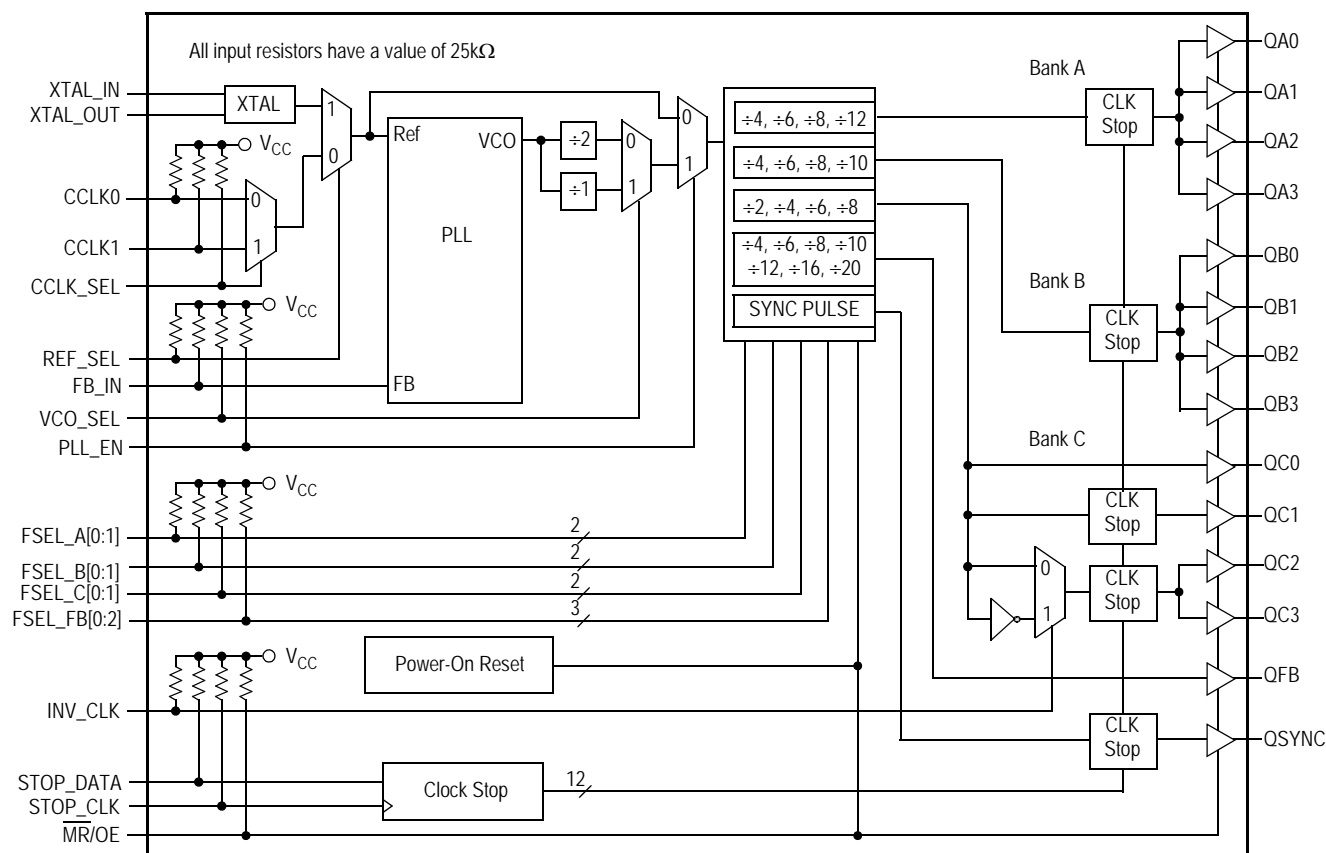 All input resistors have a value of 25kΩ
XTAL_IN
XTAL_OUT
XTAL
1
0
VCC
CCLK0
CCLK1
CCLK_SEL
0
1
VCC
REF_SEL
FB_IN
VCO_SEL
PLL_EN
Ref
VCO
PLL
FB
÷2
÷1
0
1
0
1
÷4, ÷6, ÷8, ÷12
÷4, ÷6, ÷8, ÷10
÷2, ÷4, ÷6, ÷8
÷4, ÷6, ÷8, ÷10
÷12, ÷16, ÷20
SYNC PULSE
Bank A
CLK
Stop
QA0
QA1
QA2
QA3
Bank B
CLK
Stop
QB0
QB1
QB2
QB3
Bank C
QC0
CLK
Stop
QC1
0
1
CLK
Stop
QC2
QC3
QFB
CLK
Stop
QSYNC
VCC
FSEL_A[0:1]
2
FSEL_B[0:1]
2
FSEL_C[0:1]
2
FSEL_FB[0:2]
3
Power-On Reset
VCC
INV_CLK
STOP_DATA
STOP_CLK
MR/OE
Clock Stop
12